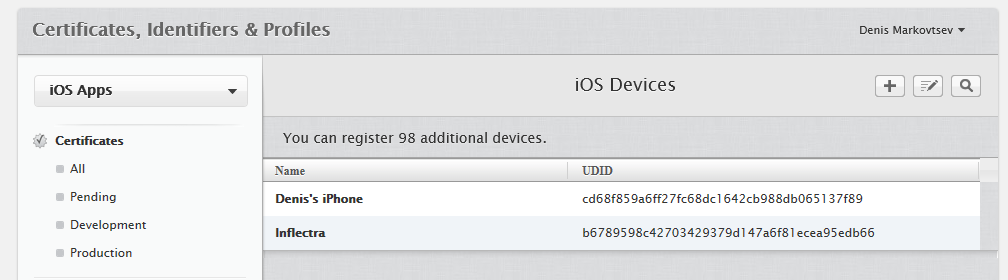 Certificates, Identifiers & Profiles
Denis Markovtsev
iOS Apps
iOS Devices
You can register 98 additional devices.
Certificates
All
Pending
Development
Production
Name UDID
Denis's iPhone cd68f859a6ff27fc68dc1642cb988db065137f89
Inflectra b6789598c42703429379d147a6f81ecea95edb66